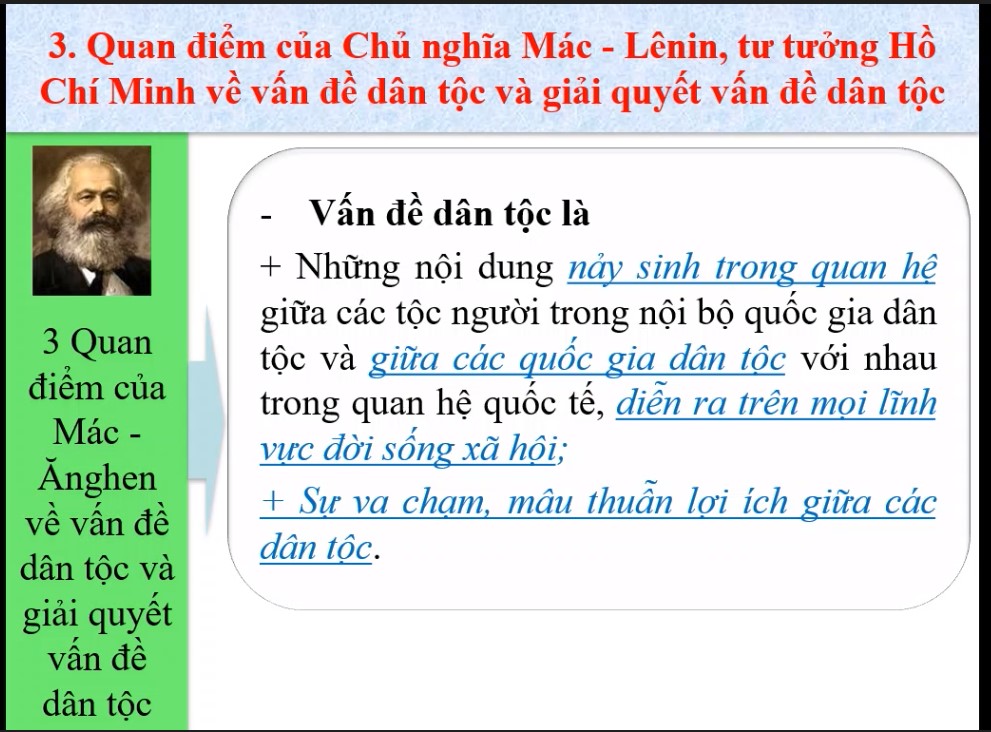 3. Quan điểm của Chủ nghĩa Mác - Lênin, tư tưởng Hồ
Chí Minh về vấn đề dân tộc và giải quyết vấn đề dân tộc
3 Quan
điểm của
Mác -
Ănghen
về vấn đề
dân tộc và
giải quyết
vấn đề
dân tộc
- Vấn đề dân tộc là
+ Những nội dung nảy sinh trong quan hệ
giữa các tộc người trong nội bộ quốc gia dân
tộc và giữa các quốc gia dân tộc với nhau
trong quan hệ quốc tế, diễn ra trên mọi lĩnh
vực đời sống xã hội;
+ Sự va chạm, mâu thuẫn lợi ích giữa các
dân tộc.